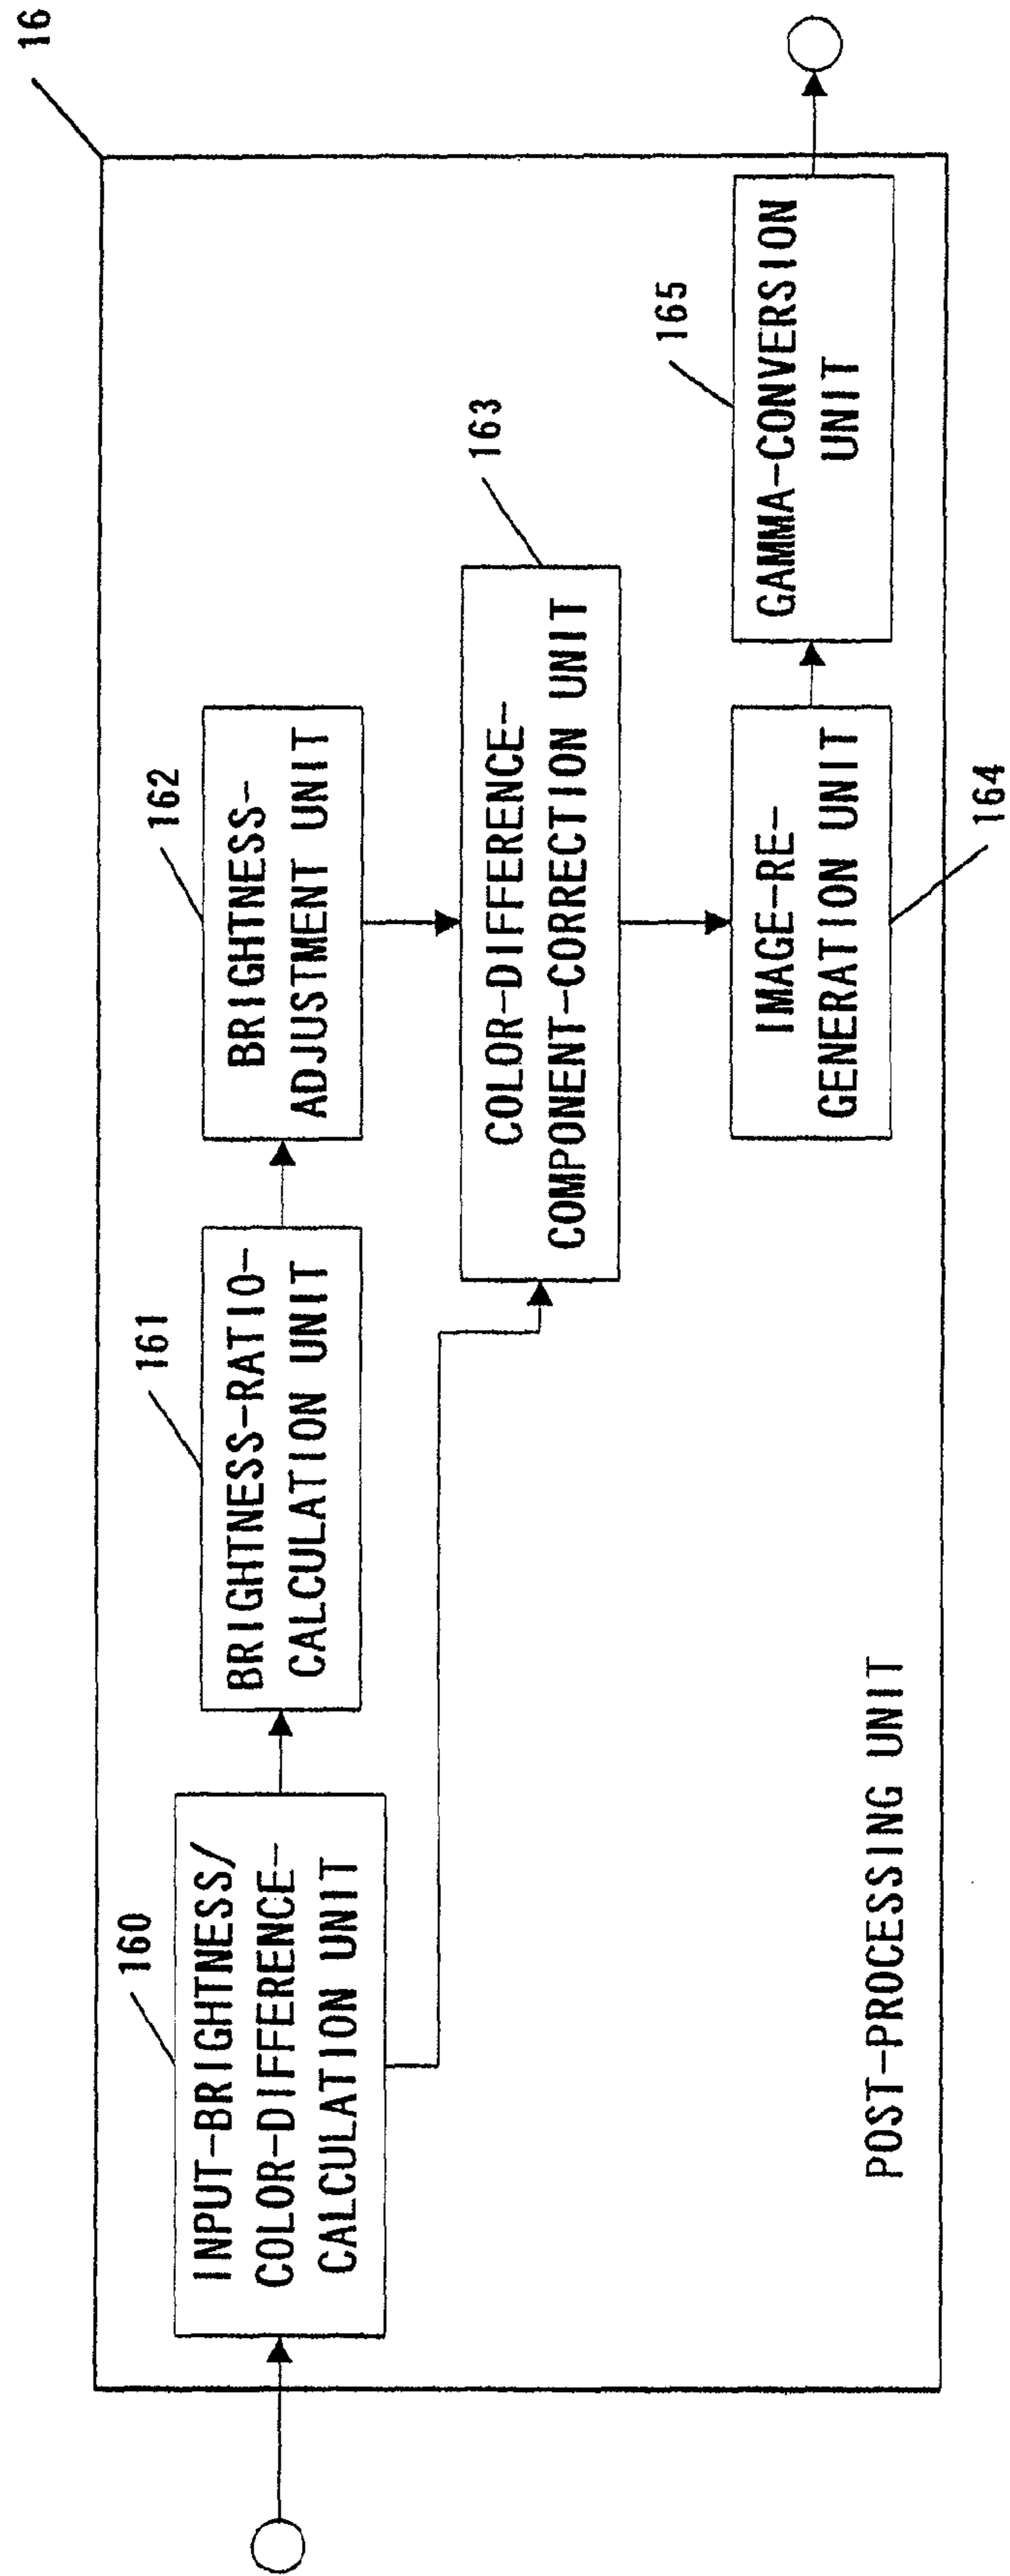 16
160
INPUT-BRIGHTNESS/
COLOR-DIFFERENCE-
CALCULATION UNIT
161
BRIGHTNESS-RATIO-
CALCULATION UNIT
162
BRIGHTNESS-
ADJUSTMENT UNIT
163
COLOR-DIFFERENCE-
COMPONENT-CORRECTION UNIT
IMAGE-RE-
GENERATION UNIT
164
165
GAMMA-CONVERSION
UNIT
POST-PROCESSING UNIT